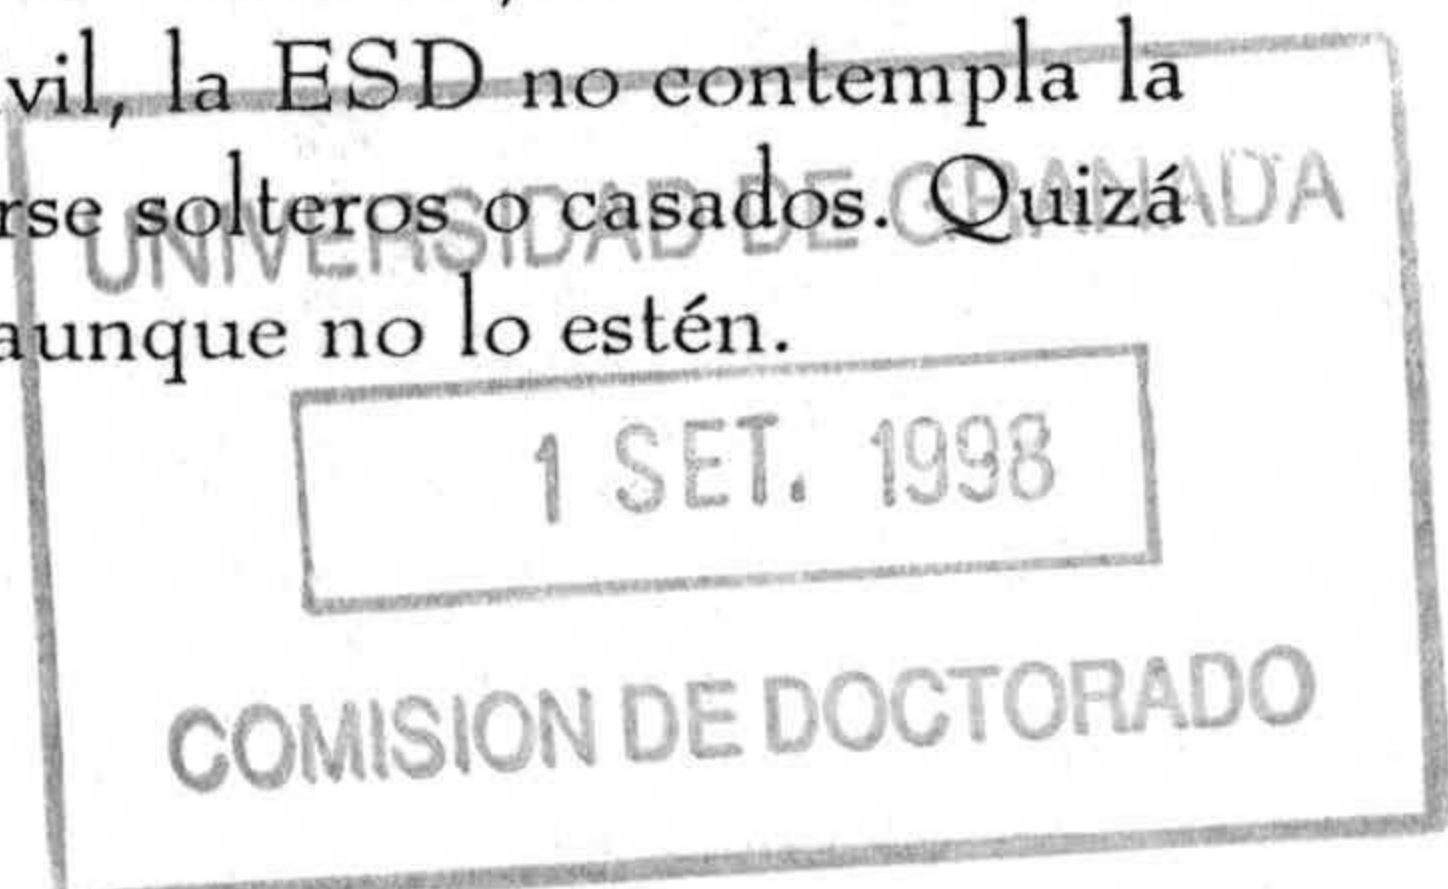 vil, la ESD no contempla la
rse solteros o casados. Quizá
UNIVERSIDAD DE GRANADA
aunque no lo estén.
1 SET. 1998
COMISION DE DOCTORADO